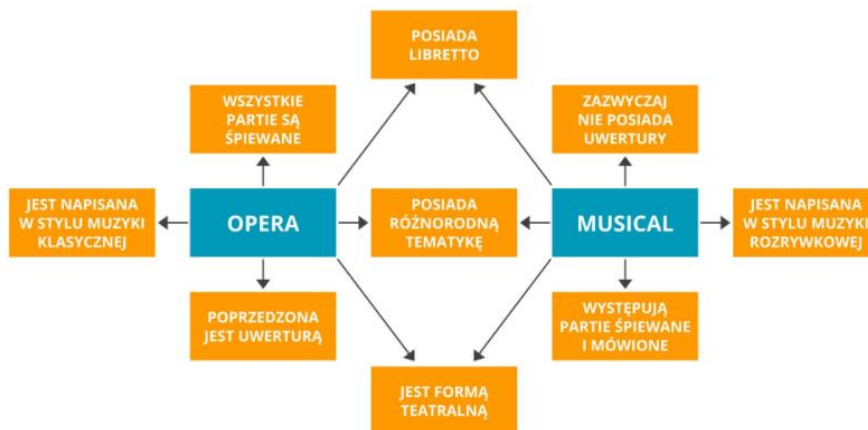 POSIADA
LIBRETTO
WSZYSTKIE
PARTIE SĄ
ŚPIEWANE
ZAZWYCZAJ
NIE POSIADA
UWERTURY
JEST NAPISANA
W STYLU MUZYKI
KLASYCZNEJ
OPERA
POSIADA
RÓŻNORODNĄ
TEMATYKĘ
MUSICAL
JEST NAPISANA
W STYLU MUZYKI
ROZRYWKOWEJ
POPRZEDZONA
JEST UWERTURĄ
WYSTĘPUJĄ
PARTIE ŚPIEWANE
I MÓWIONE
JEST FORMĄ
TEATRALNĄ